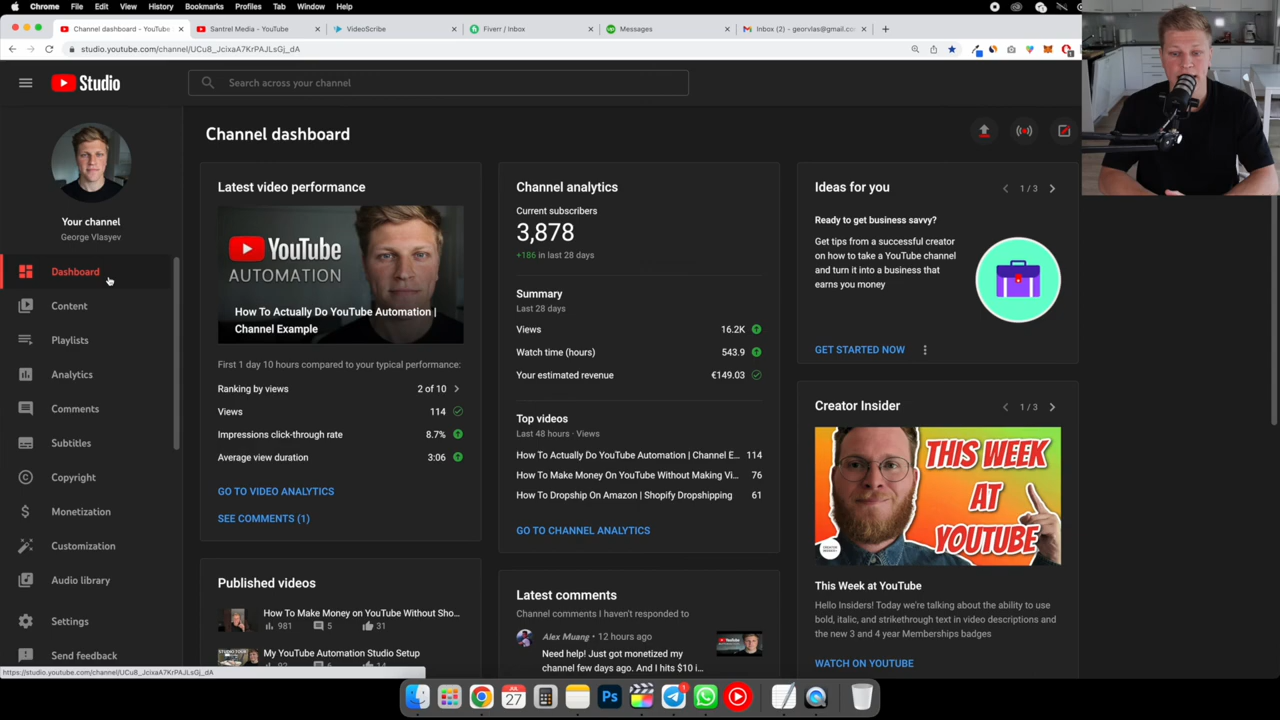 Chrome File Edit View History Bookmarks Profiles Tab Window Help
Channel dashboard - YouTube
Santrel Media - YouTube
VideoScribe
Fiverr / Inbox
Messages
Inbox (2) - georvlas@gmail.co
studio.youtube.com/channel/UCu8_JcixaA7KrPAJLsGj_dA
Studio
Search across your channel
Your channel
George Vlasyev
Dashboard
Content
Playlists
Analytics
Comments
Subtitles
Copyright
Monetization
Customization
Audio library
Settings
Send feedback
https://studio.youtube.com/channel/UCu8_JcixaA7KrPAJLsGj_dA
Channel dashboard
Latest video performance
YouTube
AUTOMATION
How To Actually Do YouTube Automation |
Channel Example
First 1 day 10 hours compared to your typical performance:
Ranking by views 2 of 10
Views 114
Impressions click-through rate 8.7%
Average view duration 3:06
GO TO VIDEO ANALYTICS
SEE COMMENTS (1)
Published videos
How To Make Money on YouTube Without Sho...
981 5 31
My YouTube Automation Studio Setup
Channel analytics
Current subscribers
3,878
+186 in last 28 days
Summary
Last 28 days
Views 16.2K
Watch time (hours) 543.9
Your estimated revenue €149.03
Top videos
Last 48 hours · Views
How To Actually Do YouTube Automation | Channel E... 114
How To Make Money On YouTube Without Making Vi... 76
How To Dropship On Amazon | Shopify Dropshipping 61
GO TO CHANNEL ANALYTICS
Latest comments
Channel comments I haven't responded to
Alex Muang • 12 hours ago
Need help! Just got monetized my
channel few days ago. And I hits $10 i...
Ideas for you
1 / 3
Ready to get business savvy?
Get tips from a successful creator
on how to take a YouTube channel
and turn it into a business that
earns you money
GET STARTED NOW
Creator Insider
1 / 3
THIS WEEK
AT
YOUTUBE
This Week at YouTube
Hello Insiders! Today we're talking about the ability to use
bold, italic, and strikethrough text in video descriptions and
the new 3 and 4 year Memberships badges
WATCH ON YOUTUBE
JUL
27
Ps
1